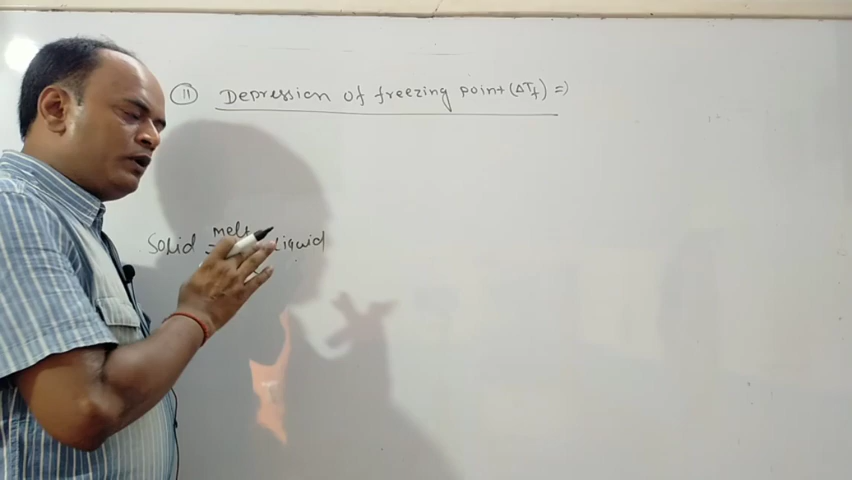 11 Depression of freezing point (ΔTf) ⇒
melt
Solid = Liquid